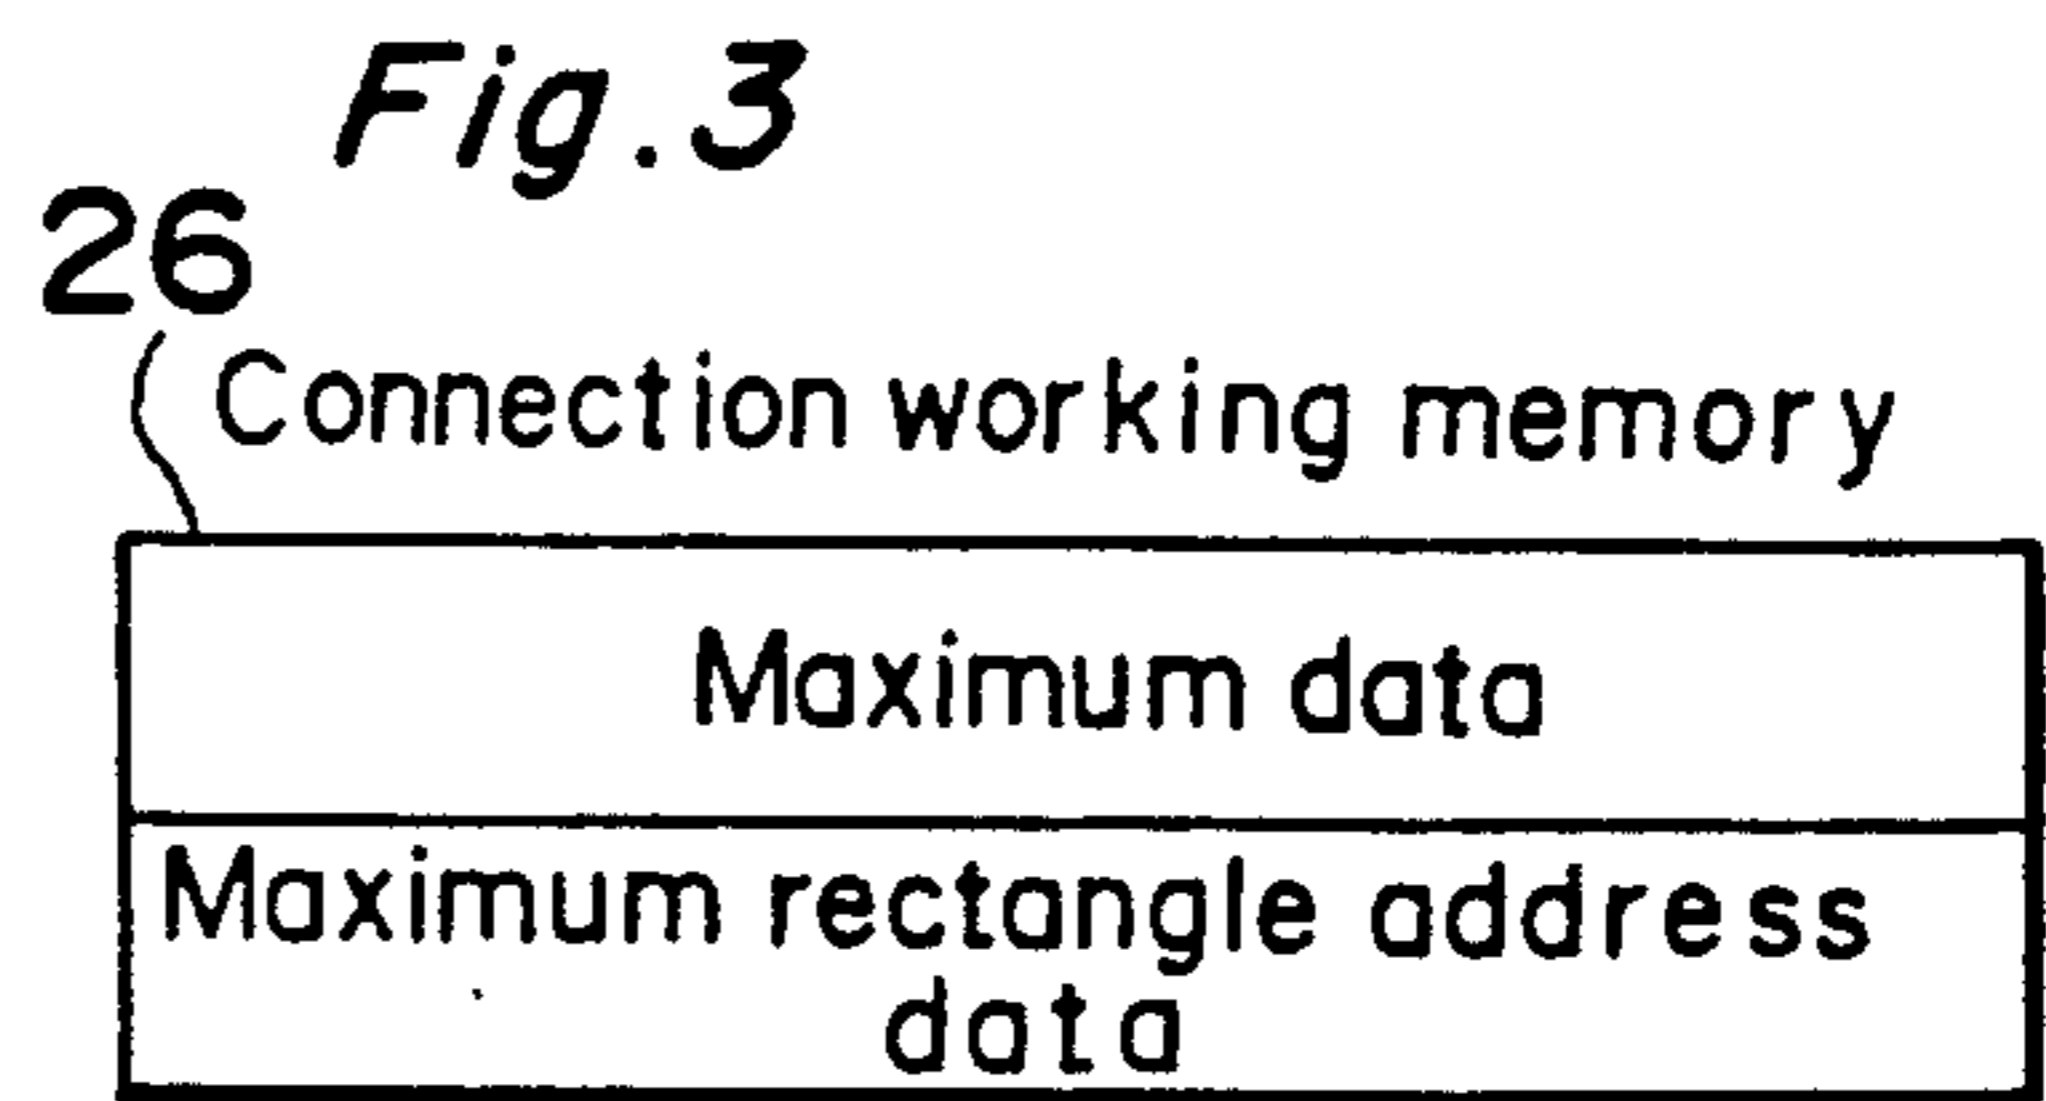 Fig.3
26
Connection working memory
Maximum data
Maximum rectangle address
data